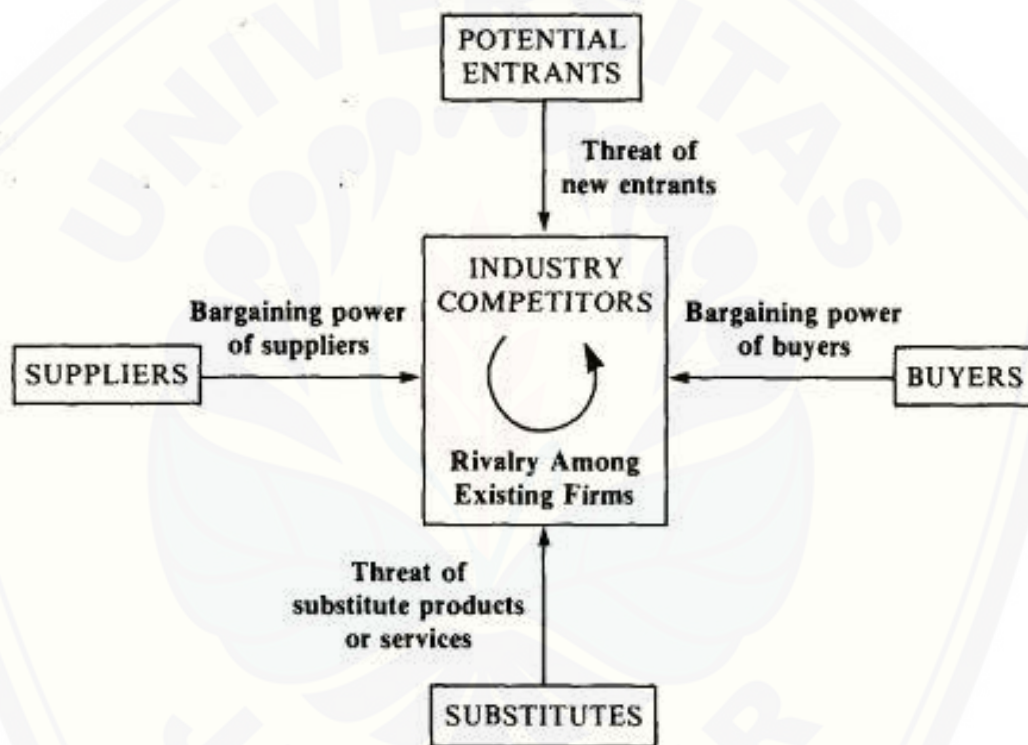 POTENTIAL
ENTRANTS
Threat of
new entrants
INDUSTRY
COMPETITORS
Bargaining power
of suppliers
Bargaining power
of buyers
SUPPLIERS
BUYERS
Rivalry Among
Existing Firms
Threat of
substitute products
or services
SUBSTITUTES
UNIVERSITAS